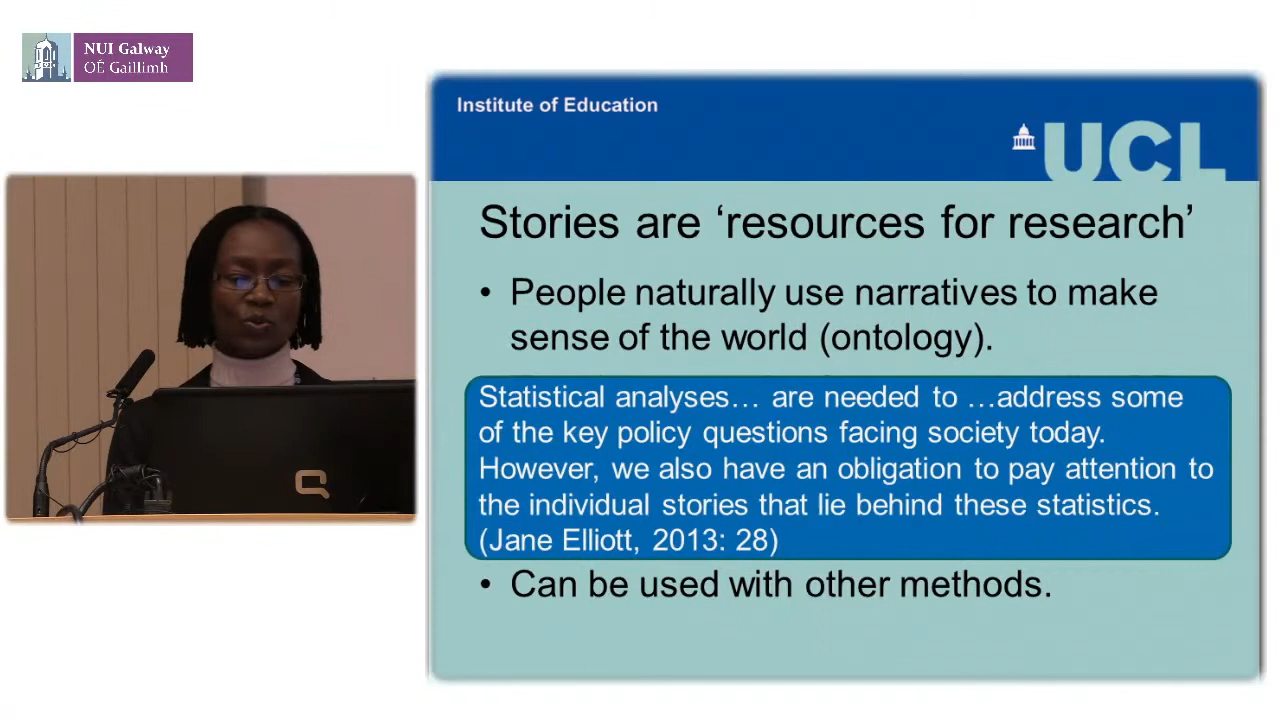 NUI Galway
OÉ Gaillimh
Institute of Education
UCL
Stories are ‘resources for research’
• People naturally use narratives to make
sense of the world (ontology).
Statistical analyses… are needed to …address some
of the key policy questions facing society today.
However, we also have an obligation to pay attention to
the individual stories that lie behind these statistics.
(Jane Elliott, 2013: 28)
• Can be used with other methods.